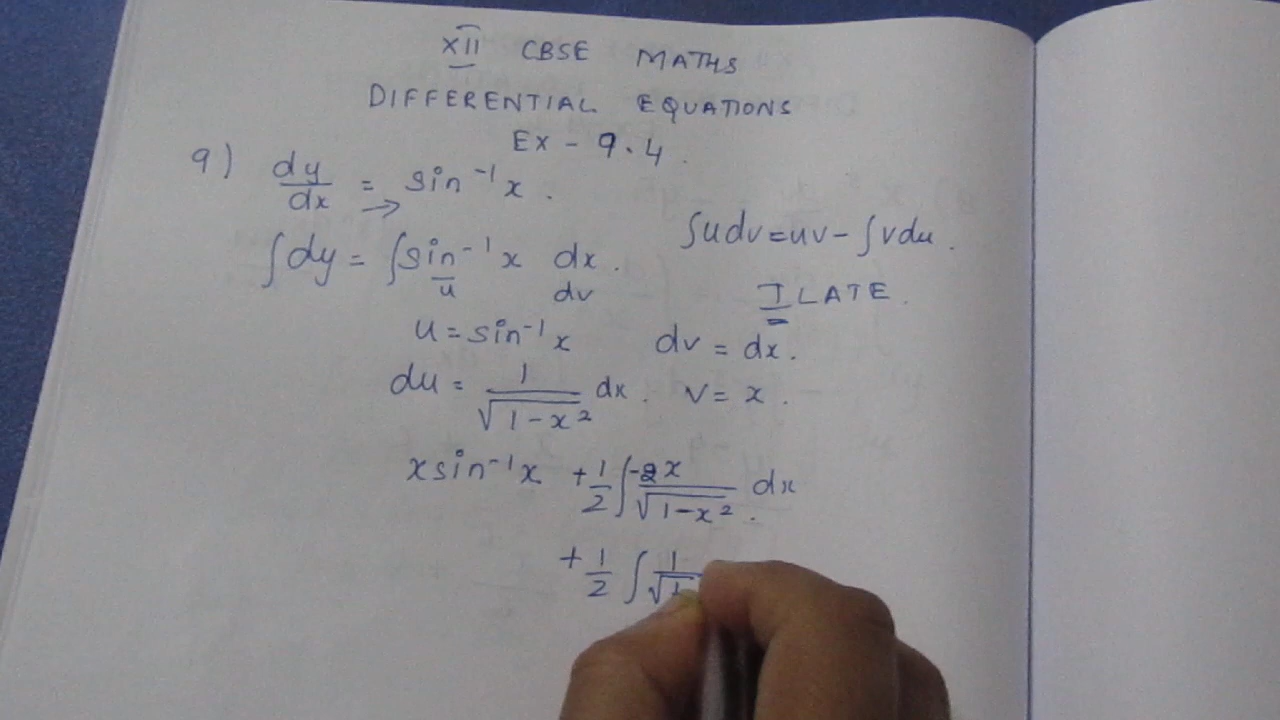 XII CBSE MATHS
DIFFERENTIAL EQUATIONS
EX - 9.4.
9) dy/dx = sin⁻¹x.
∫dy = ∫sin⁻¹x dx.
u dv
∫udv = uv - ∫vdu.
ILATE.
u = sin⁻¹x dv = dx.
du = 1/√(1-x²) dx. v = x.
x sin⁻¹x + 1/2 ∫ -2x/√(1-x²) dx.
+ 1/2 ∫ 1/√